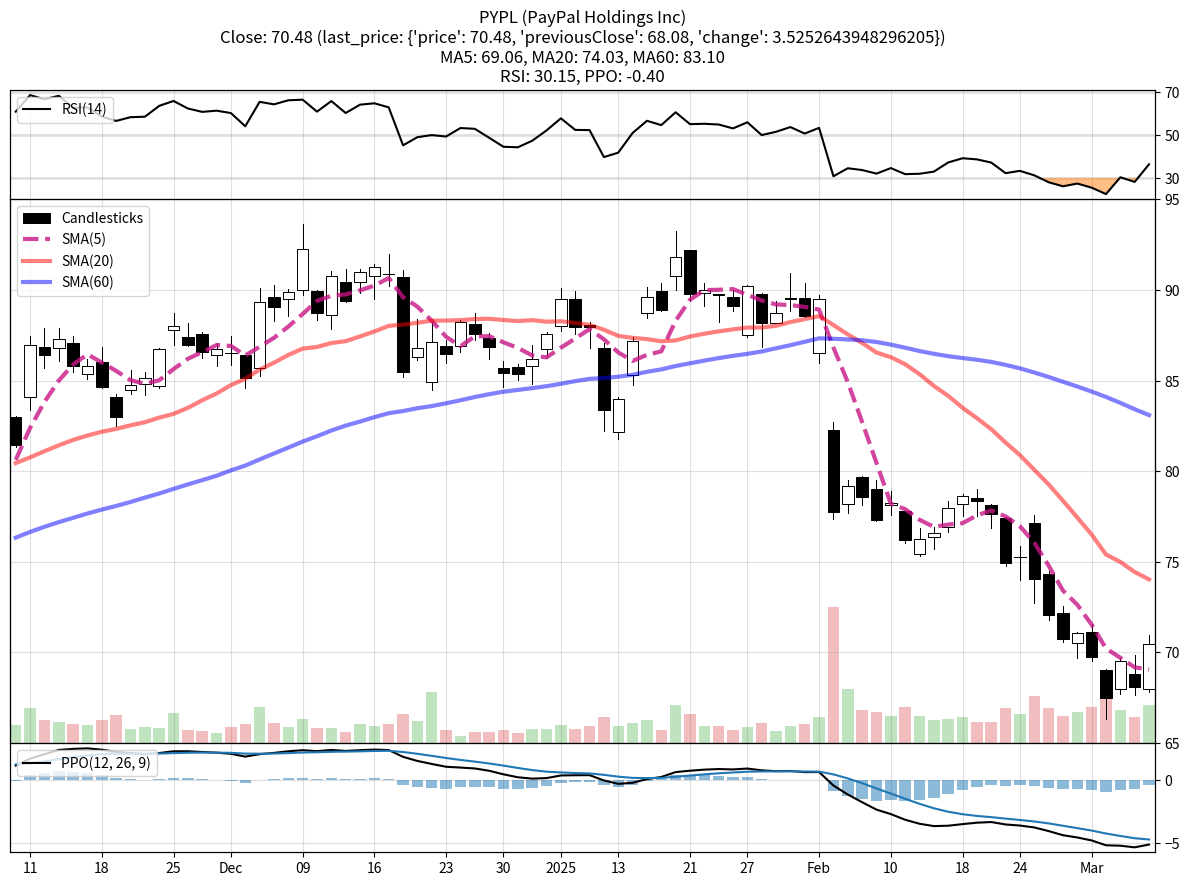 PYPL (PayPal Holdings Inc)
Close: 70.48 (last_price: {'price': 70.48, 'previousClose': 68.08, 'change': 3.5252643948296205})
MA5: 69.06, MA20: 74.03, MA60: 83.10
RSI: 30.15, PPO: -0.40
RSI(14)
70
50
30
95
Candlesticks
SMA(5)
SMA(20)
SMA(60)
90
85
80
75
70
65
PPO(12, 26, 9)
0
−5
11 18 25 Dec 09 16 23 30 2025 13 21 27 Feb 10 18 24 Mar